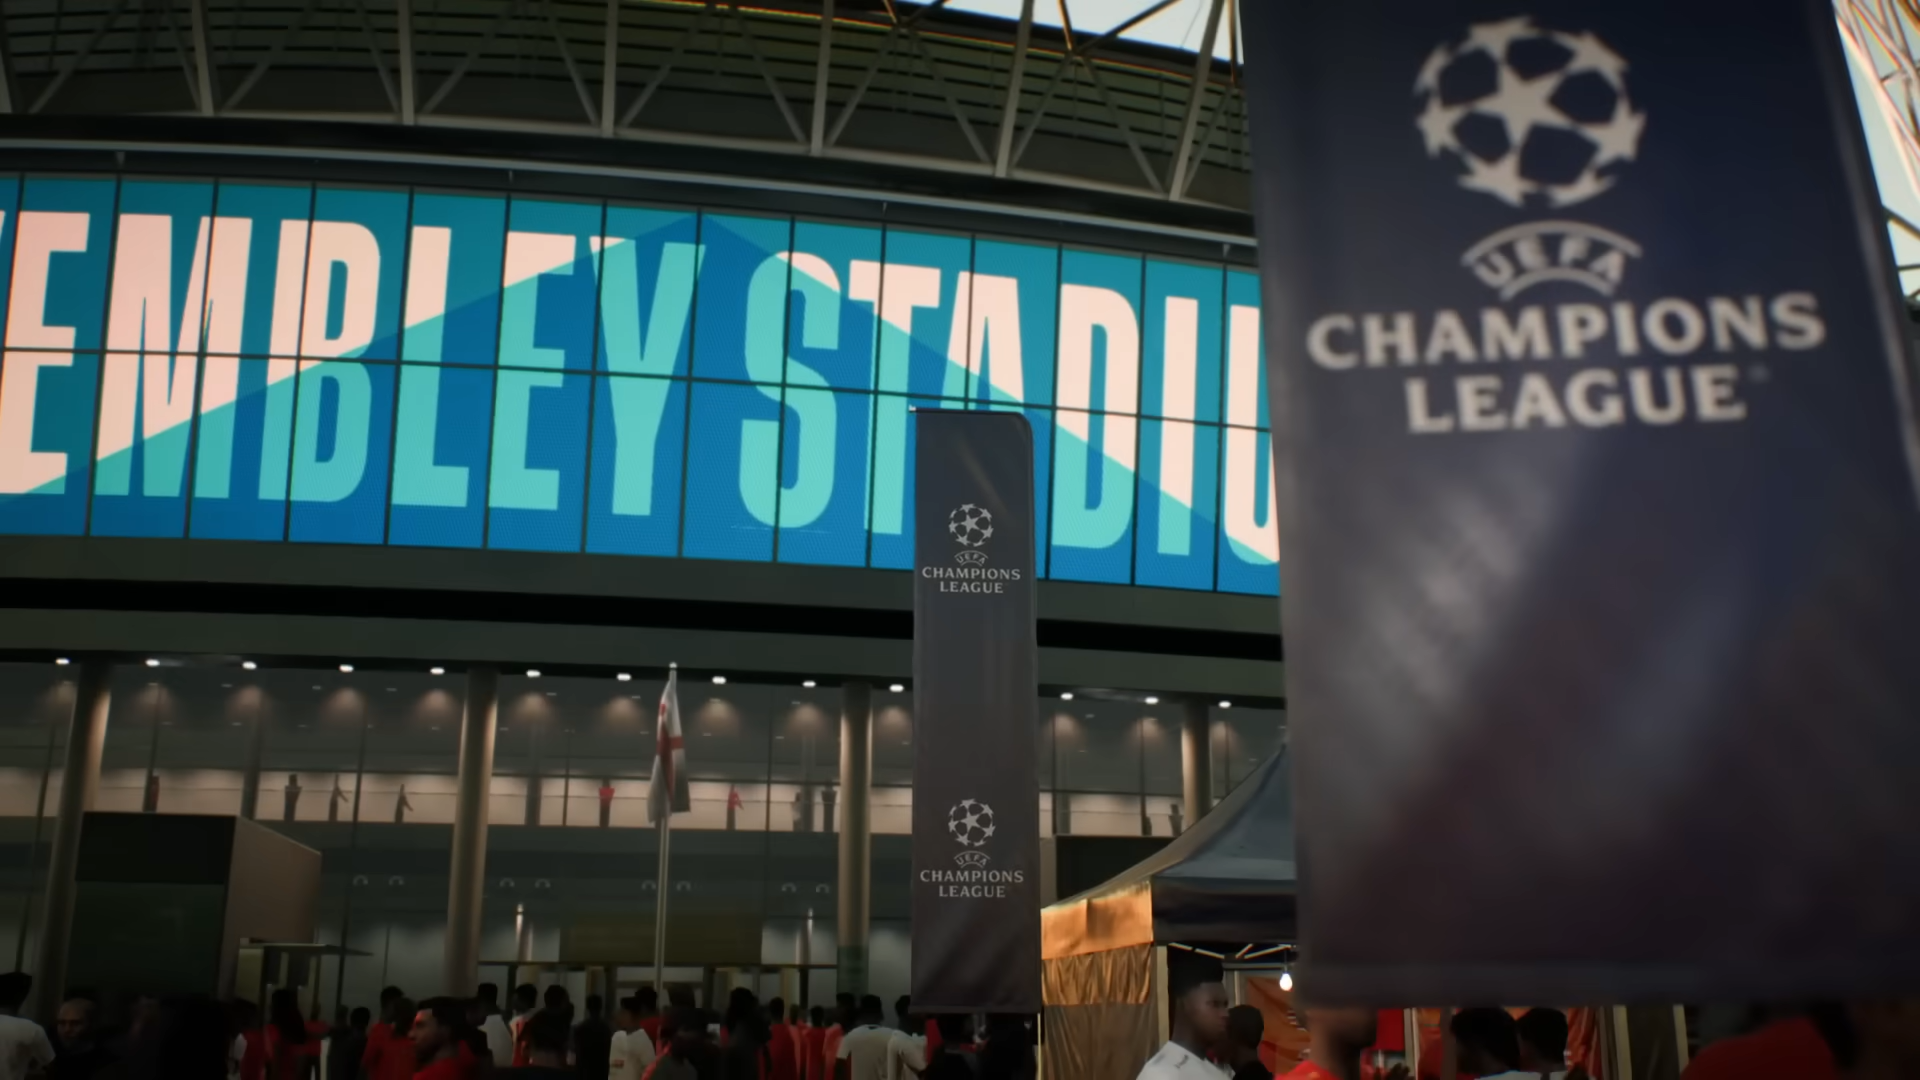 EMBLEY STADIU
UEFA
CHAMPIONS
LEAGUE
UEFA
CHAMPIONS
LEAGUE
UEFA
CHAMPIONS
LEAGUE